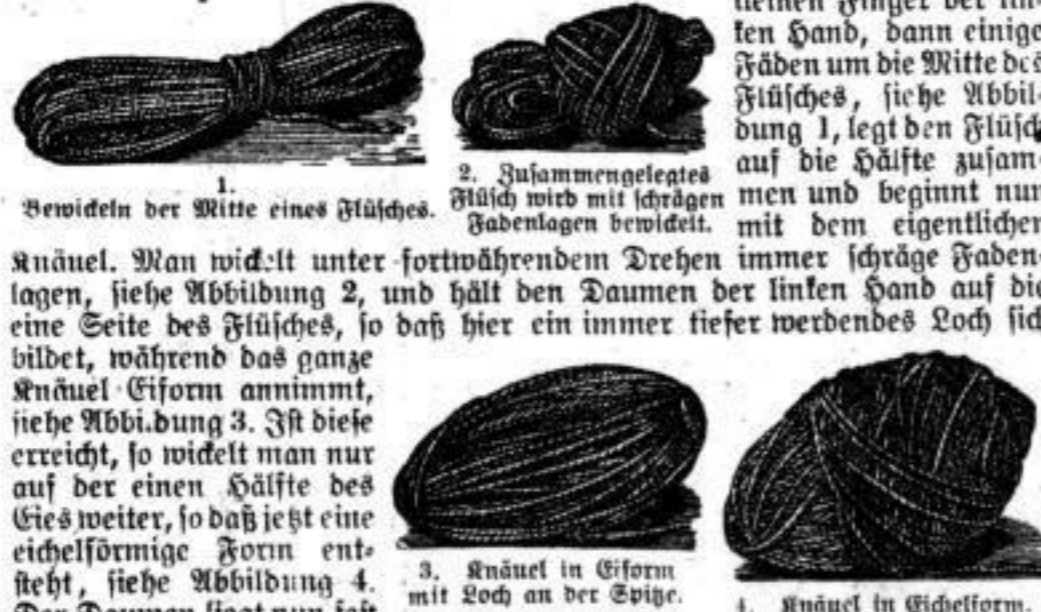 1.
Bewickeln der Mitte eines Flüsches.
2. Zusammengelegtes
Flüsch wird mit schrägen
Fadenlagen bewickelt.
kleinen Finger der lin-
ken Hand, dann einige
Fäden um die Mitte des
Flüsches, siehe Abbil-
dung 1, legt den Flüsch
auf die Hälfte zusam-
men und beginnt nun
mit dem eigentlichen
Knäuel. Man wickelt unter fortwährendem Drehen immer schräge Faden-
lagen, siehe Abbildung 2, und hält den Daumen der linken Hand auf die
eine Seite des Flüsches, so daß hier ein immer tiefer werdendes Loch sich
bildet, während das ganze
Knäuel Eiform annimmt,
siehe Abbildung 3. Ist diese
erreicht, so wickelt man nur
auf der einen Hälfte des
Eies weiter, so daß jetzt eine
eichelförmige Form ent-
steht, siehe Abbildung 4.
Der Daumen liegt nun fest
3. Knäuel in Eiform
mit Loch an der Spitze.
4. Knäuel in Eichelform.